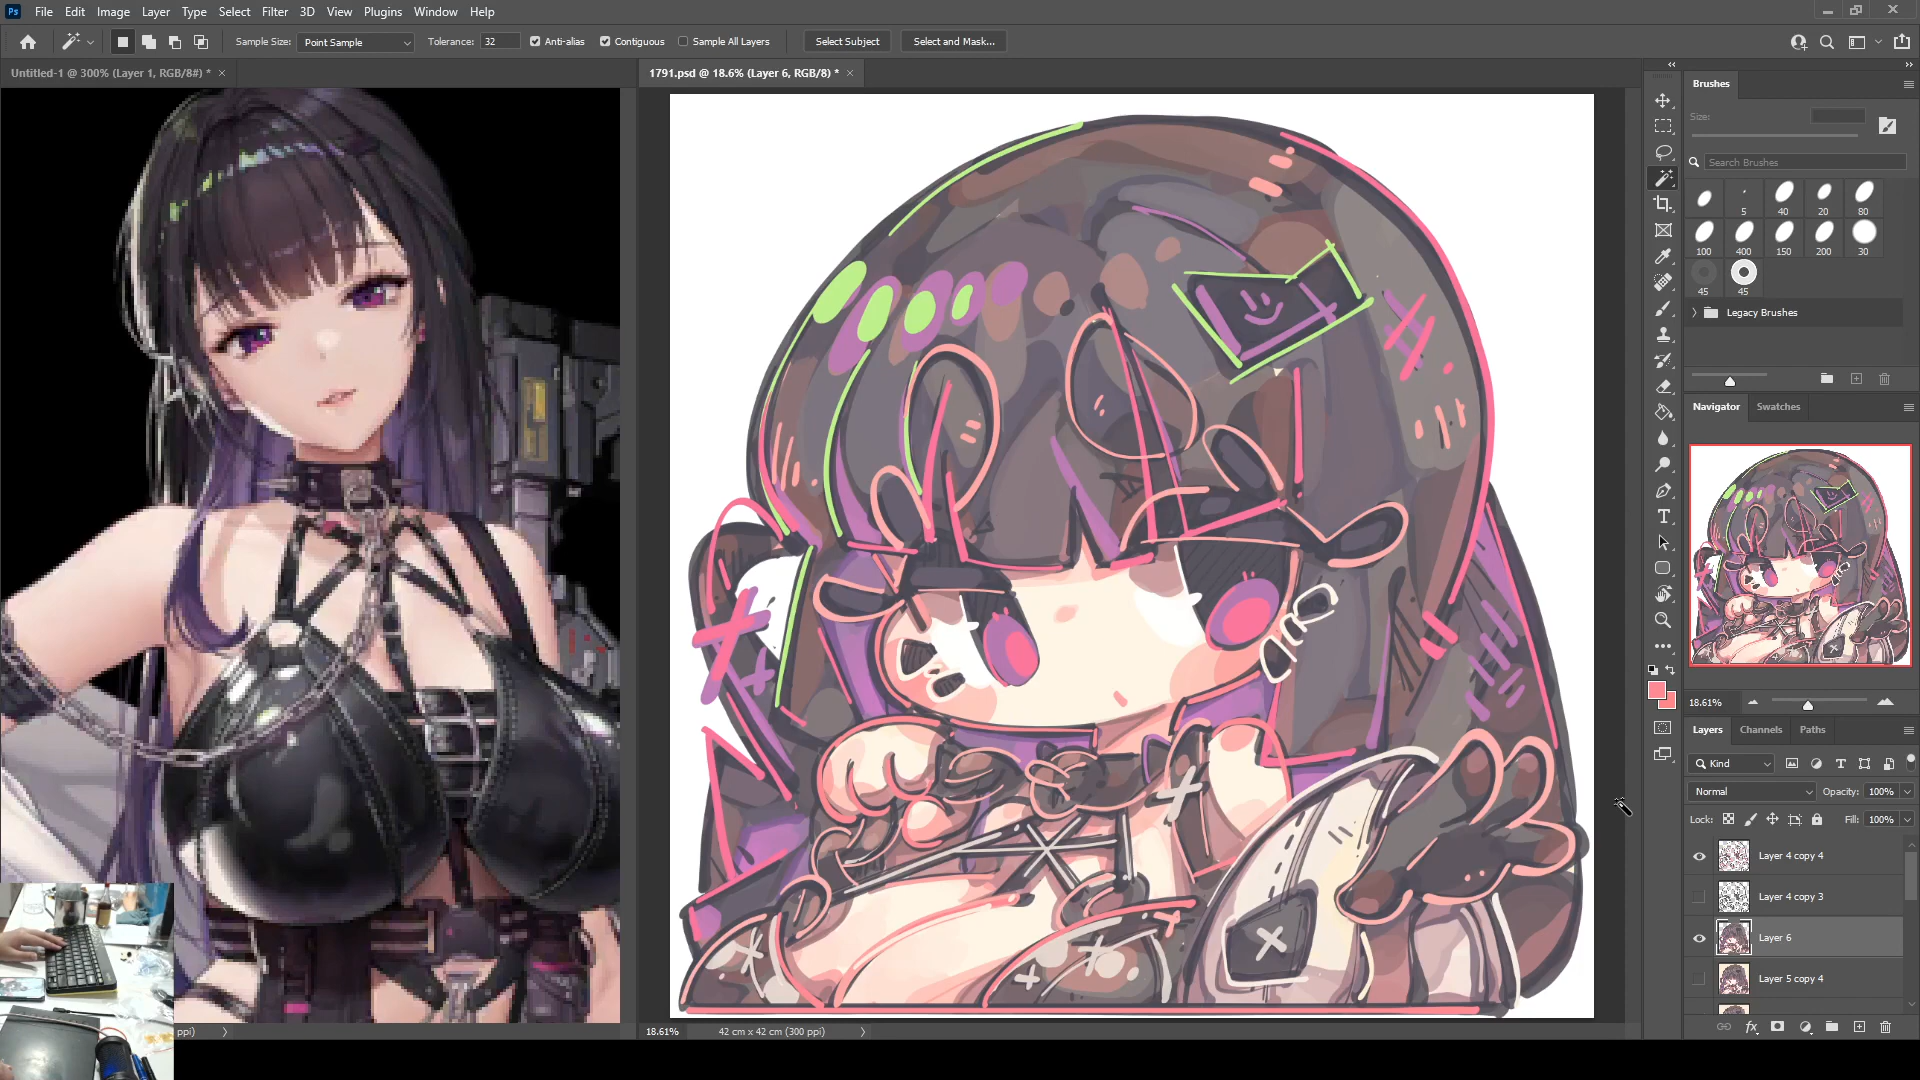 Ps File Edit Image Layer Type Select Filter 3D View Plugins Window Help
Sample Size: Point Sample Tolerance: 32 Anti-alias Contiguous Sample All Layers Select Subject Select and Mask...
Untitled-1 @ 300% (Layer 1, RGB/8#) *
1791.psd @ 18.6% (Layer 6, RGB/8) *
Brushes
Size:
Search Brushes
5 40 20 80
100 400 150 200 30
45 45
Legacy Brushes
Navigator Swatches
18.61%
Layers Channels Paths
Kind
Normal Opacity: 100%
Lock: Fill: 100%
Layer 4 copy 4
Layer 4 copy 3
Layer 6
Layer 5 copy 4
ppi)
18.61% 42 cm x 42 cm (300 ppi)